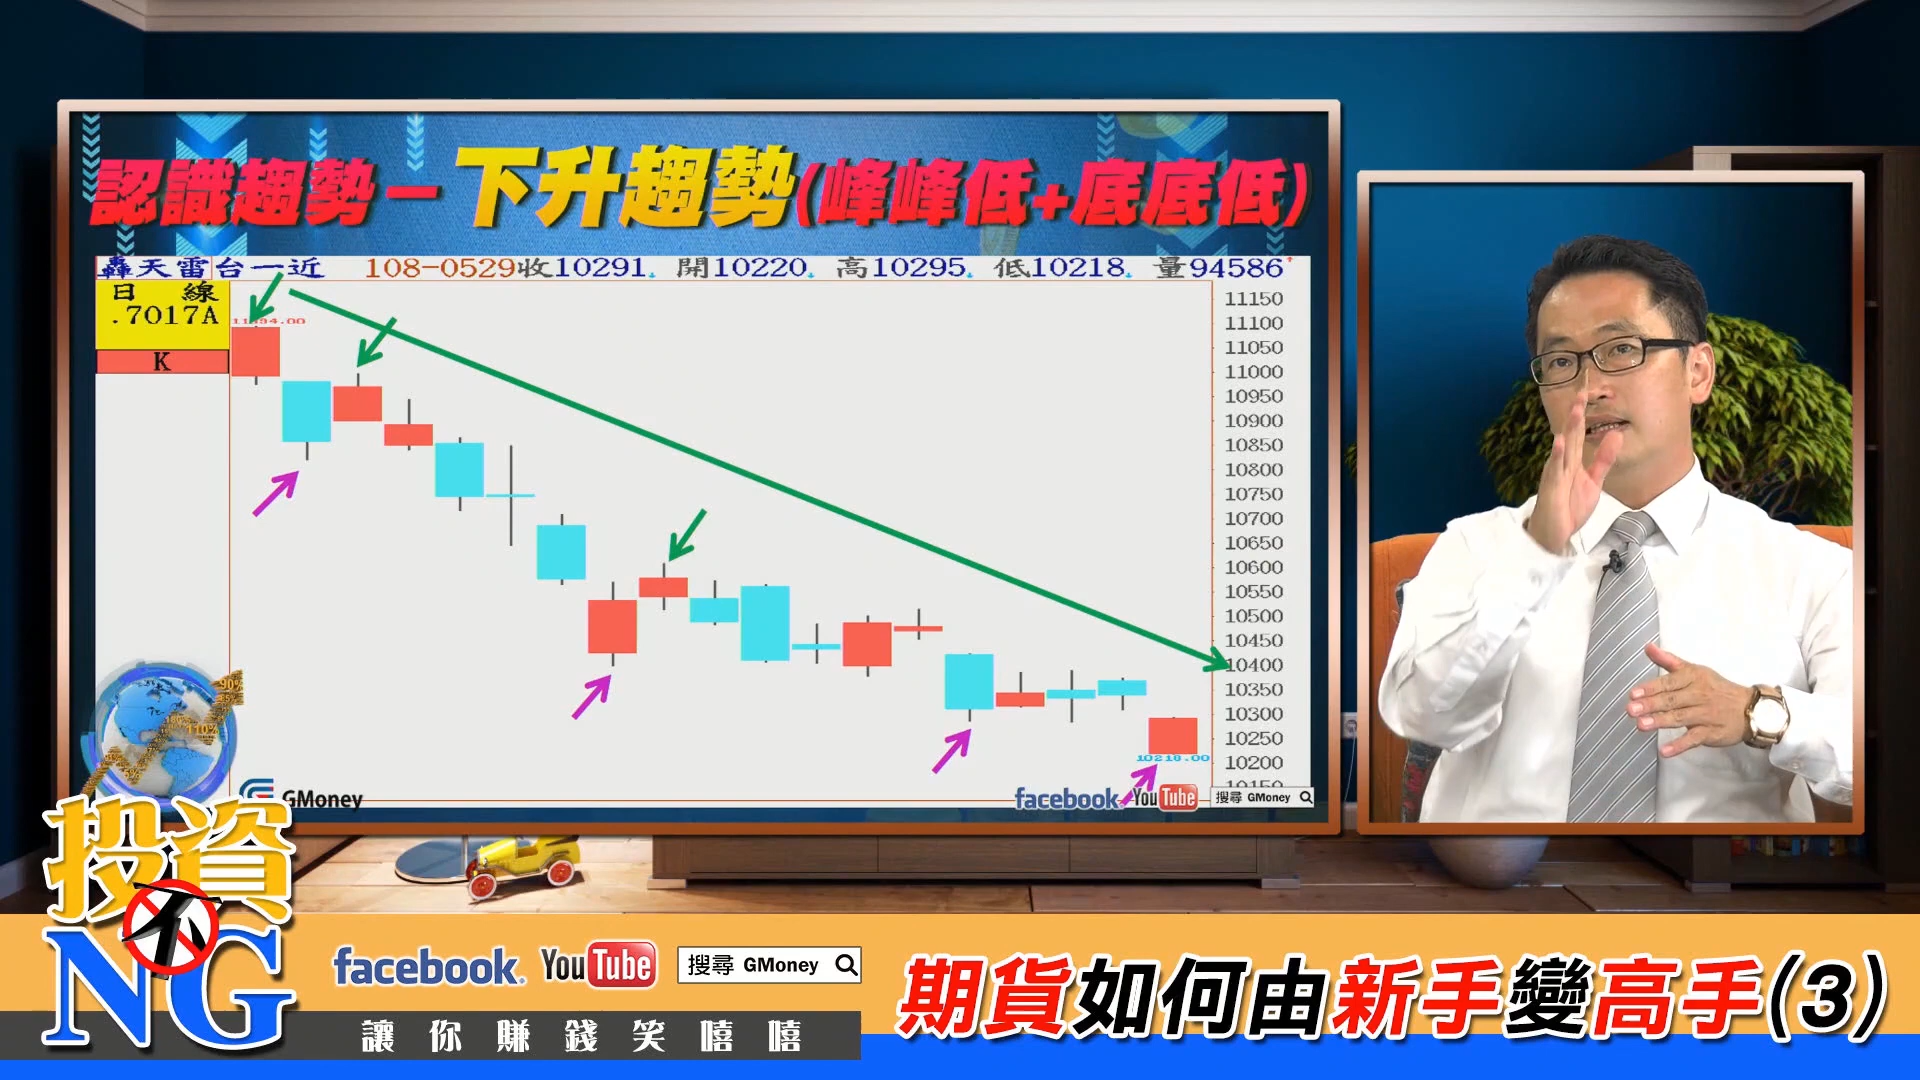 認識趨勢－下升趨勢(峰峰低+底底低)
轟天雷台一近 108-0529收10291 開10220 高10295 低10218 量94586
日 線
.7017A
K
10218.00
11150
11100
11050
11000
10950
10900
10850
10800
10750
10700
10650
10600
10550
10500
10450
10400
10350
10300
10250
10200
10150
GMoney
facebook. YouTube 搜尋 GMoney
投資
不
NG
facebook. YouTube 搜尋 GMoney
讓你賺錢笑嘻嘻
期貨如何由新手變高手(3)